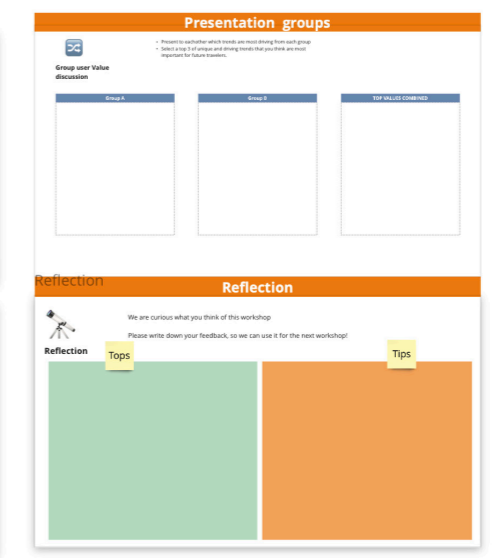 Presentation groups
• Present to eachother which trends are most driving from each group.
• Select a top 3 of unique and driving trends that you think are most
important for future travelers.
Group user Value
discussion
Group A
Group B
TOP VALUES COMBINED
Reflection
Reflection
We are curious what you think of this workshop
Please write down your feedback, so we can use it for the next workshop!
Reflection
Tops
Tips